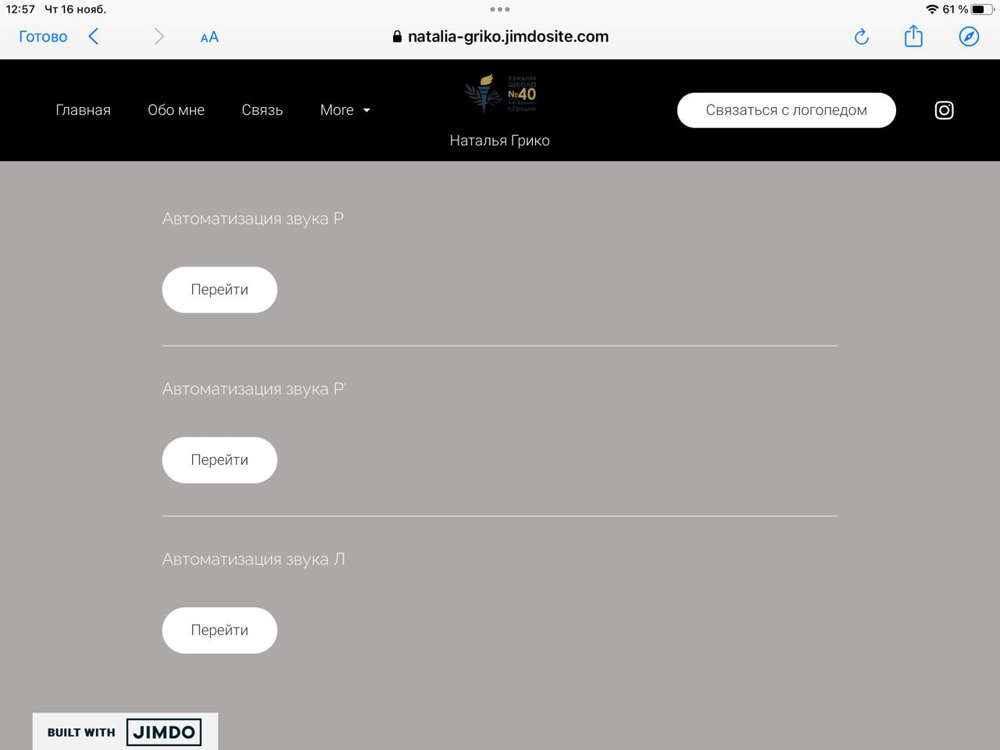 12:57 Чт 16 нояб. 61 %
Готово AA natalia-griko.jimdosite.com
Главная Обо мне Связь More
средняя
школа
№40
г.Гродно
Наталья Грико
Связаться с логопедом
Автоматизация звука Р
Перейти
Автоматизация звука Р'
Перейти
Автоматизация звука Л
Перейти
BUILT WITH JIMDO